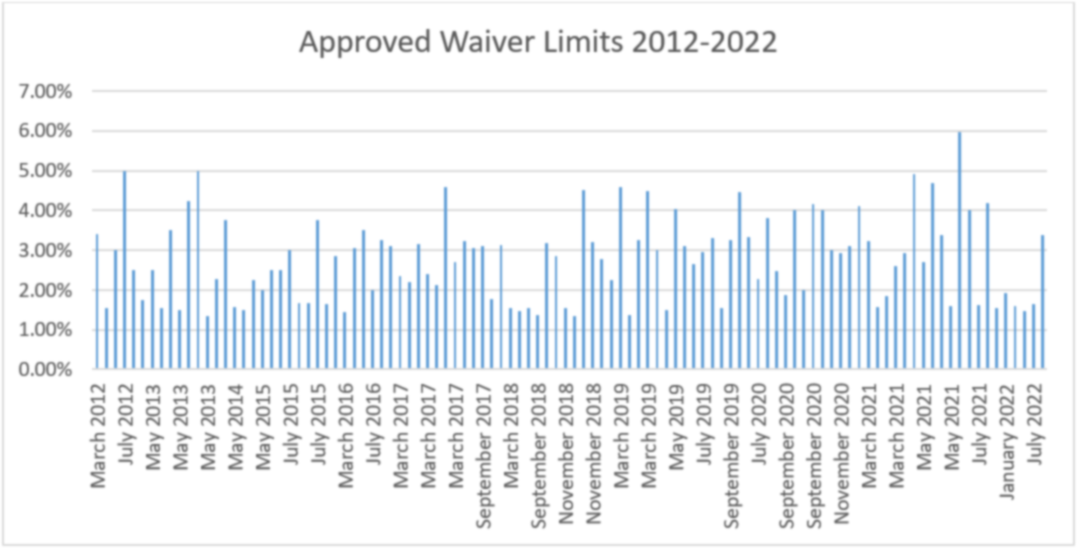 Approved Waiver Limits 2012-2022
7.00%
6.00%
5.00%
4.00%
3.00%
2.00%
1.00%
0.00%
March 2012
July 2012
May 2013
May 2013
May 2013
May 2014
May 2015
July 2015
July 2015
March 2016
July 2016
March 2017
March 2017
March 2017
September 2017
March 2018
September 2018
November 2018
November 2018
March 2019
March 2019
May 2019
July 2019
September 2019
July 2020
September 2020
September 2020
November 2020
March 2021
March 2021
May 2021
May 2021
July 2021
January 2022
July 2022